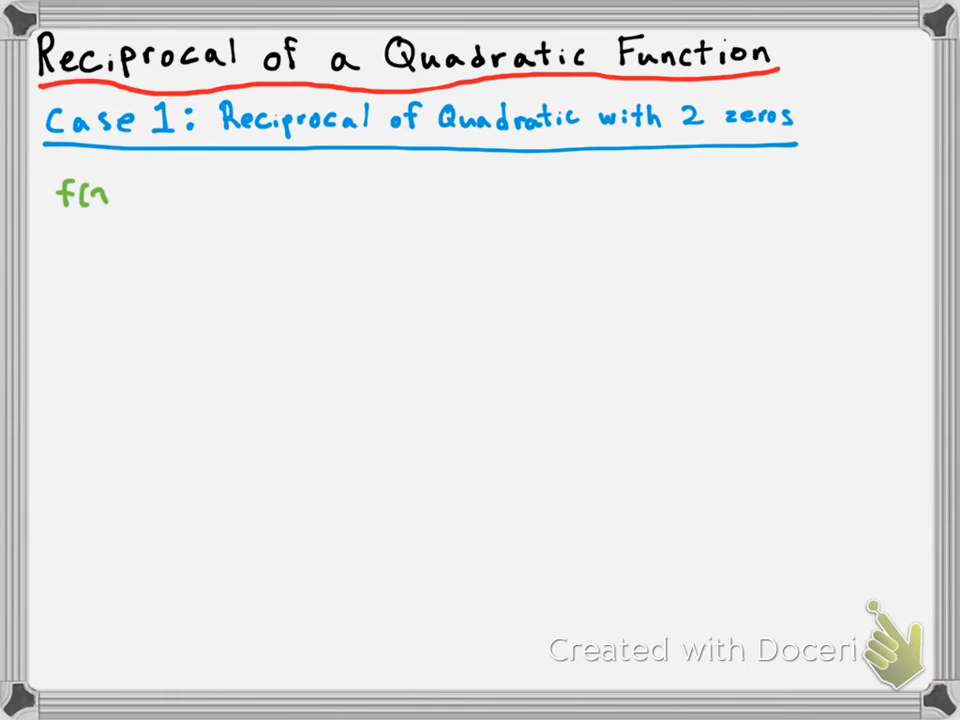 Reciprocal of a Quadratic Function
Case 1: Reciprocal of Quadratic with 2 zeros
f(
Created with Doceri